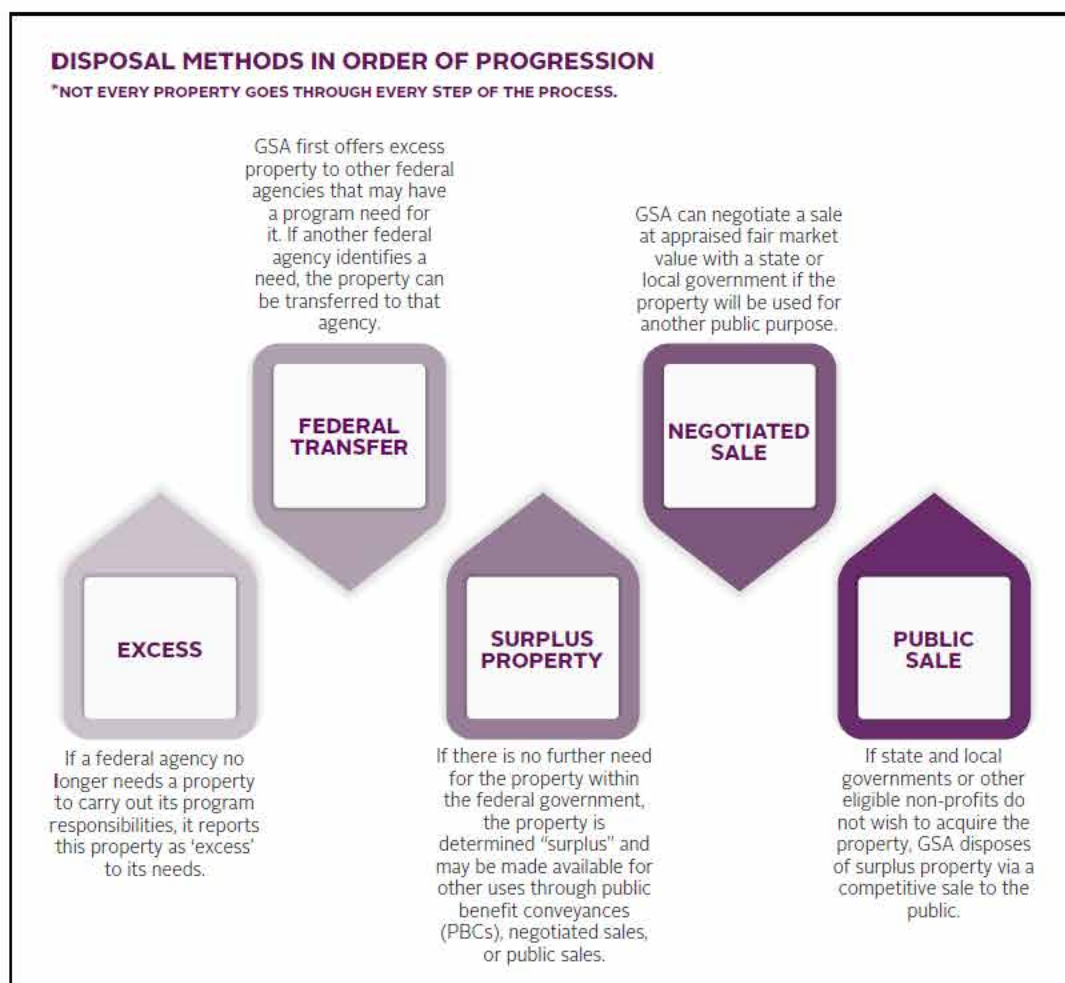 DISPOSAL METHODS IN ORDER OF PROGRESSION
*NOT EVERY PROPERTY GOES THROUGH EVERY STEP OF THE PROCESS.
EXCESS
If a federal agency no
longer needs a property
to carry out its program
responsibilities, it reports
this property as ‘excess’
to its needs.
GSA first offers excess
property to other federal
agencies that may have
a program need for
it. If another federal
agency identifies a
need, the property can
be transferred to that
agency.
FEDERAL
TRANSFER
SURPLUS
PROPERTY
If there is no further need
for the property within
the federal government,
the property is
determined “surplus” and
may be made available for
other uses through public
benefit conveyances
(PBCs), negotiated sales,
or public sales.
GSA can negotiate a sale
at appraised fair market
value with a state or
local government if the
property will be used for
another public purpose.
NEGOTIATED
SALE
PUBLIC
SALE
If state and local
governments or other
eligible non-profits do
not wish to acquire the
property, GSA disposes
of surplus property via a
competitive sale to the
public.